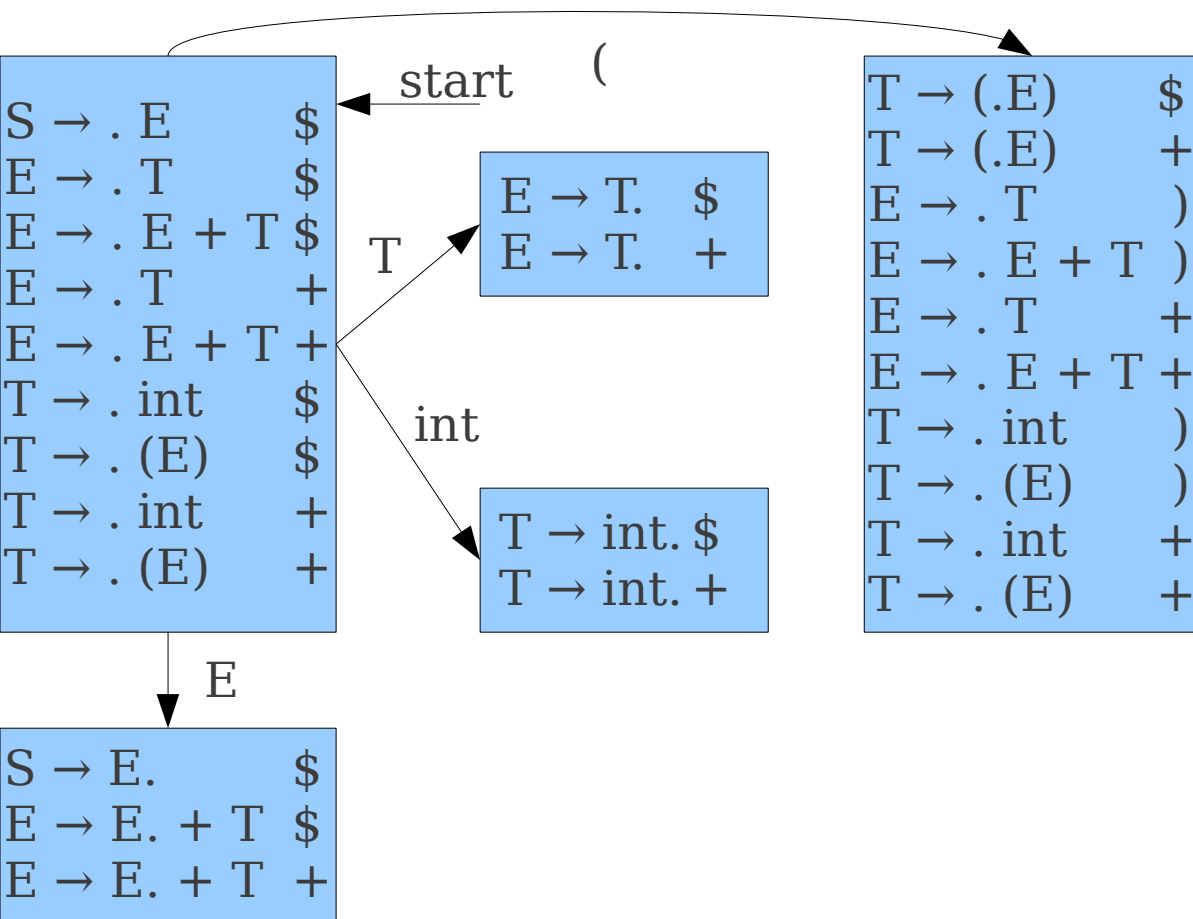 (
start
S → . E $
E → . T $
E → . E + T $
E → . T +
E → . E + T +
T → . int $
T → . (E) $
T → . int +
T → . (E) +
T
E → T. $
E → T. +
int
T → int. $
T → int. +
T → (.E) $
T → (.E) +
E → . T )
E → . E + T )
E → . T +
E → . E + T +
T → . int )
T → . (E) )
T → . int +
T → . (E) +
E
S → E. $
E → E. + T $
E → E. + T +